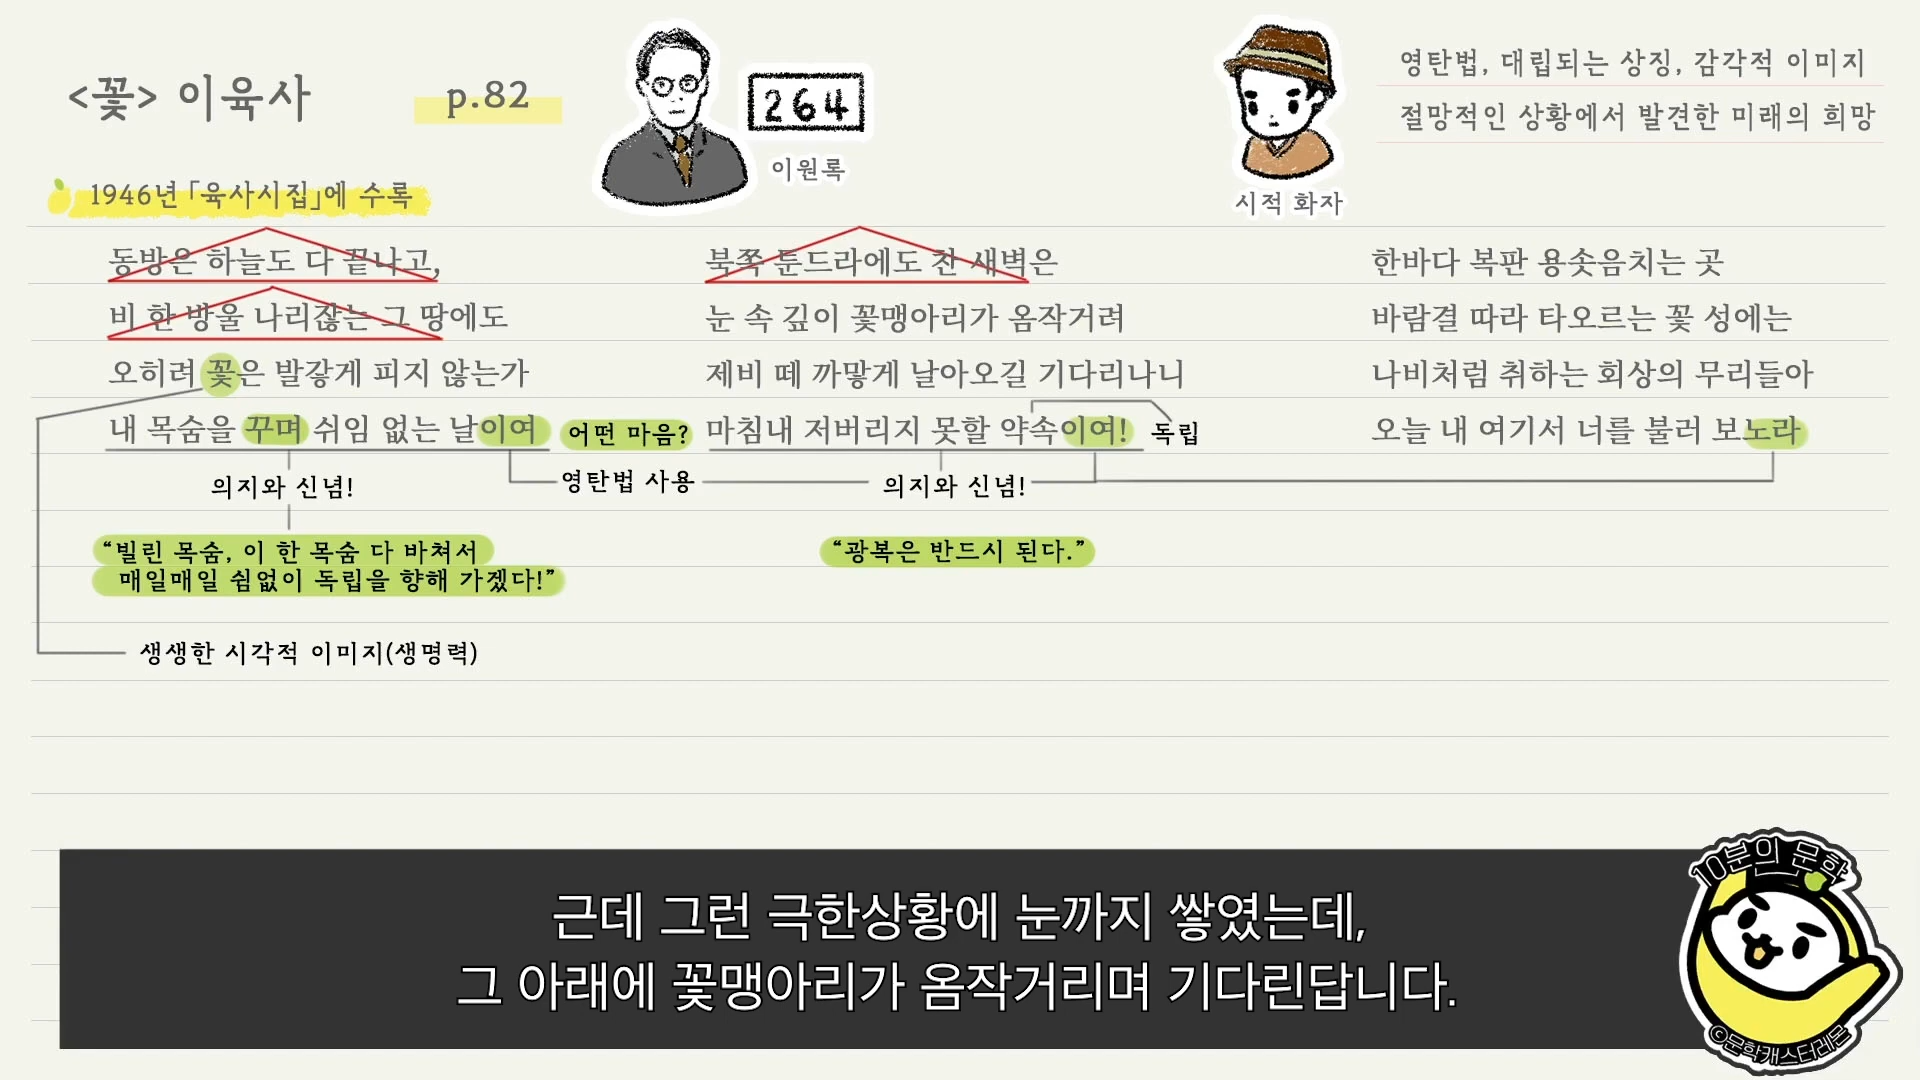 <꽃> 이육사
p.82
264
이원록
시적 화자
영탄법, 대립되는 상징, 감각적 이미지
절망적인 상황에서 발견한 미래의 희망
1946년 「육사시집」에 수록
동방은 하늘도 다 끝나고,
비 한 방울 나리잖는 그 땅에도
오히려 꽃은 발갛게 피지 않는가
내 목숨을 꾸며 쉬임 없는 날이여
어떤 마음?
의지와 신념!
영탄법 사용
“빌린 목숨, 이 한 목숨 다 바쳐서
매일매일 쉼없이 독립을 향해 가겠다!”
생생한 시각적 이미지(생명력)
북쪽 툰드라에도 찬 새벽은
눈 속 깊이 꽃맹아리가 옴작거려
제비 떼 까맣게 날아오길 기다리나니
마침내 저버리지 못할 약속이여!
독립
의지와 신념!
“광복은 반드시 된다.”
한바다 복판 용솟음치는 곳
바람결 따라 타오르는 꽃 성에는
나비처럼 취하는 회상의 무리들아
오늘 내 여기서 너를 불러 보노라
근데 그런 극한상황에 눈까지 쌓였는데,
그 아래에 꽃맹아리가 옴작거리며 기다린답니다.
10분의 문학
©문학캐스터레몬